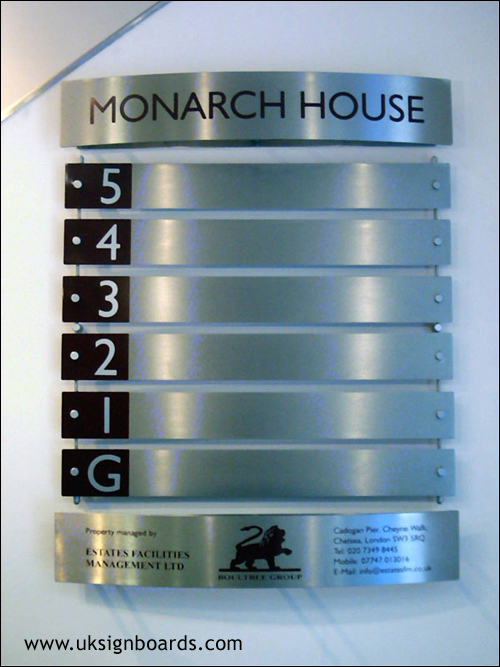 MONARCH HOUSE
5
4
3
2
1
G
Property managed by
ESTATES FACILITIES
MANAGEMENT LTD
BOULTBEE GROUP
Cadogan Pier, Cheyne Walk,
Chelsea, London SW3 5RQ
Tel: 020 7349 8445
Mobile: 07747 013016
E-Mail: info@estatesfm.co.uk
www.uksignboards.com